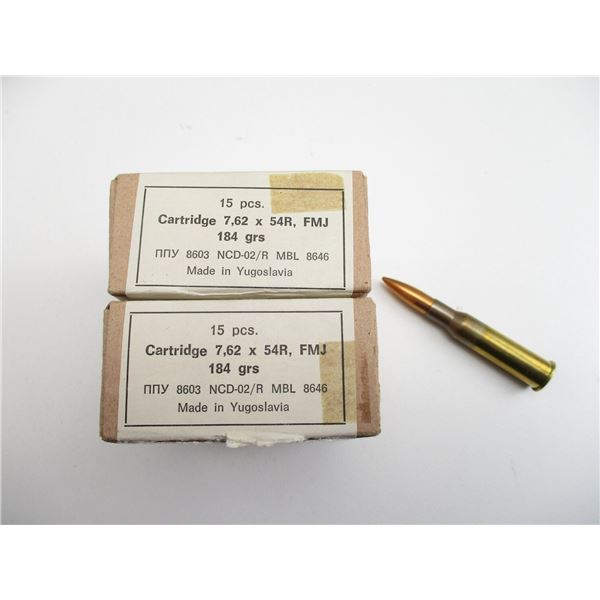 15 pcs.
Cartridge 7,62 x 54R, FMJ
184 grs
ППУ 8603 NCD-02/R MBL 8646
Made in Yugoslavia
15 pcs.
Cartridge 7,62 x 54R, FMJ
184 grs
ППУ 8603 NCD-02/R MBL 8646
Made in Yugoslavia